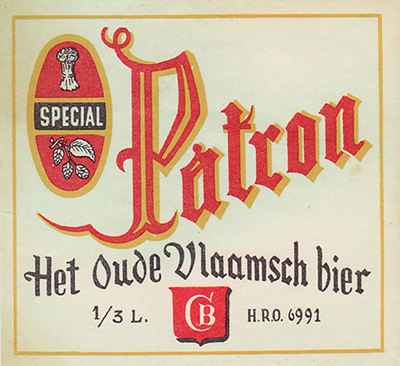 SPECIAL
Patron
Het Oude Vlaamsch bier
1/3 L. CB H.R.O. 6991